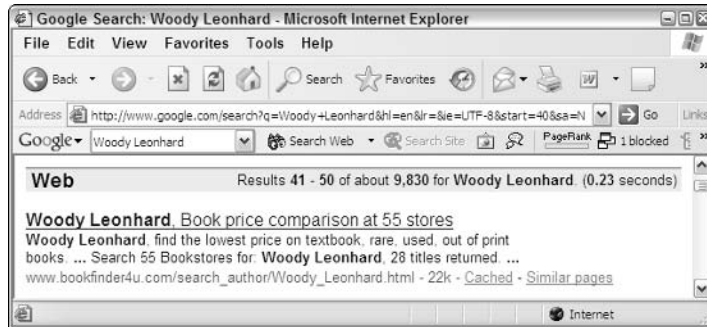 Google Search: Woody Leonhard - Microsoft Internet Explorer
File Edit View Favorites Tools Help
Back Search Favorites W »
Address http://www.google.com/search?q=Woody+Leonhard&hl=en&lr=&ie=UTF-8&start=40&sa=N Go Links
Google Woody Leonhard Search Web Search Site PageRank 1 blocked »
Web Results 41 - 50 of about 9,830 for Woody Leonhard. (0.23 seconds)
Woody Leonhard, Book price comparison at 55 stores
Woody Leonhard, find the lowest price on textbook, rare, used, out of print
books. ... Search 55 Bookstores for: Woody Leonhard, 28 titles returned. ...
www.bookfinder4u.com/search_author/Woody_Leonhard.html - 22k - Cached - Similar pages
Internet